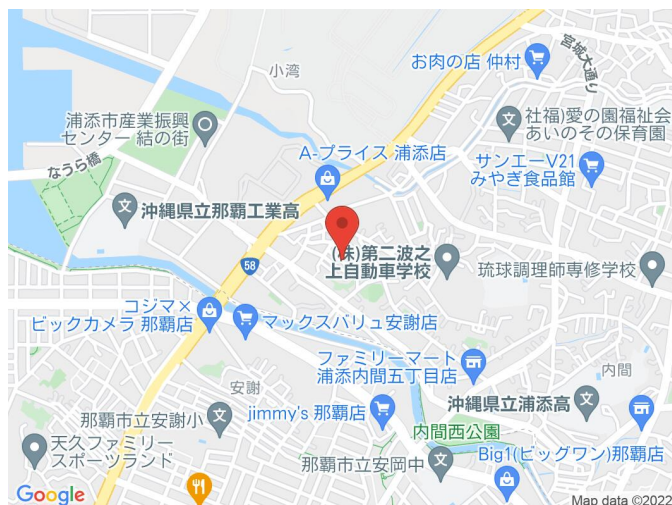 お肉の店 仲村
宮城大通り
小湾
浦添市産業振興
センター 結の街
社福)愛の園福祉会
あいのその保育園
なうら橋
A-プライス 浦添店
サンエーV21
みやぎ食品館
沖縄県立那覇工業高
(株)第二波之
上自動車学校
琉球調理師専修学校
58
コジマ×
ビックカメラ 那覇店
マックスバリュ安謝店
ファミリーマート
浦添内間五丁目店
内間
安謝
那覇市立安謝小
jimmy's 那覇店
沖縄県立浦添高
内間西公園
天久ファミリー
スポーツランド
那覇市立安岡中
Big1(ビッグワン)那覇店
Google
Map data ©2022